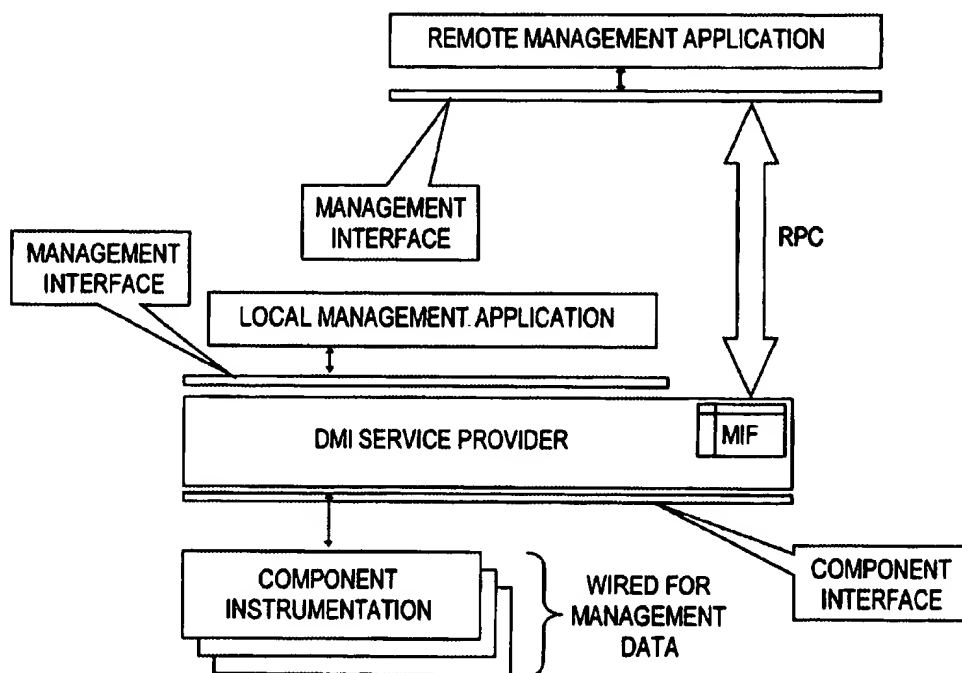 REMOTE MANAGEMENT APPLICATION
MANAGEMENT
INTERFACE
RPC
MANAGEMENT
INTERFACE
LOCAL MANAGEMENT APPLICATION
DMI SERVICE PROVIDER
MIF
COMPONENT
INSTRUMENTATION
WIRED FOR
MANAGEMENT
DATA
COMPONENT
INTERFACE